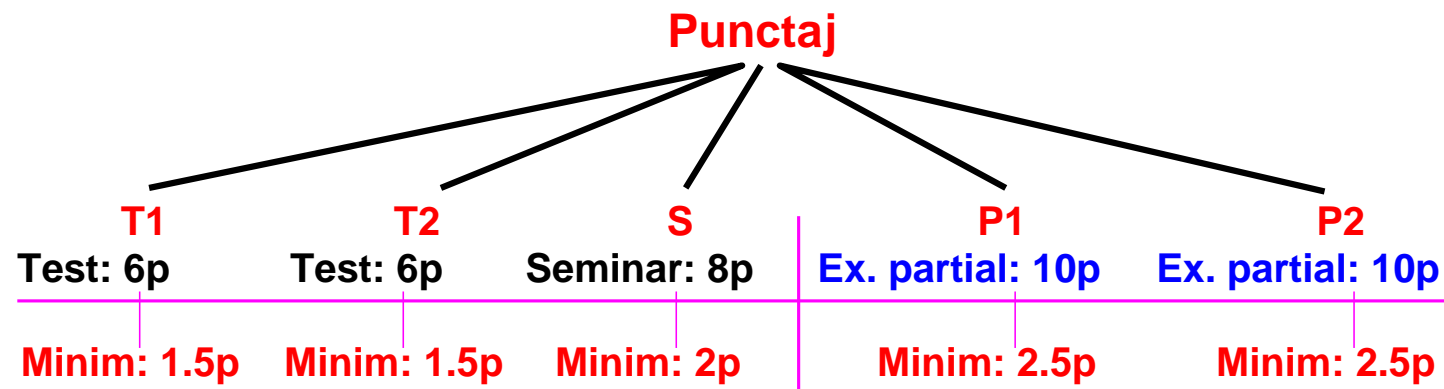 Punctaj
T1 T2 S P1 P2
Test: 6p Test: 6p Seminar: 8p Ex. partial: 10p Ex. partial: 10p
Minim: 1.5p Minim: 1.5p Minim: 2p Minim: 2.5p Minim: 2.5p